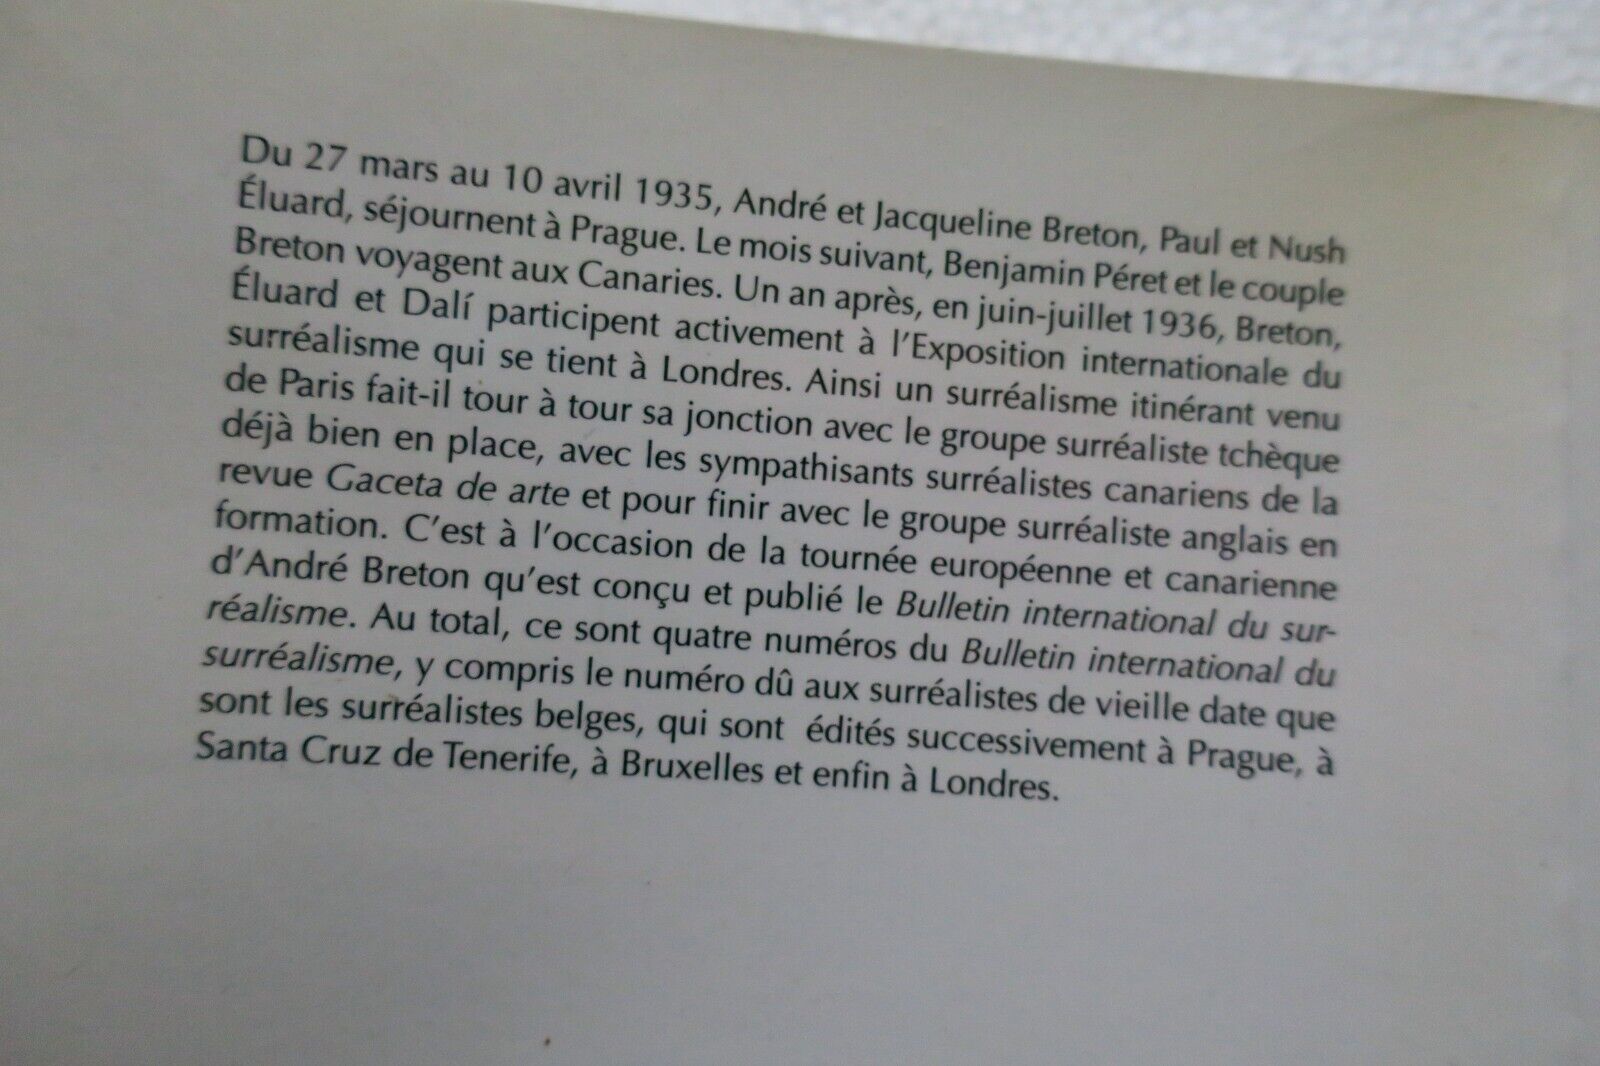 Du 27 mars au 10 avril 1935, André et Jacqueline Breton, Paul et Nush
Éluard, séjournent à Prague. Le mois suivant, Benjamin Péret et le couple
Breton voyagent aux Canaries. Un an après, en juin-juillet 1936, Breton,
Éluard et Dalí participent activement à l'Exposition internationale du
surréalisme qui se tient à Londres. Ainsi un surréalisme itinérant venu
de Paris fait-il tour à tour sa jonction avec le groupe surréaliste tchèque
déjà bien en place, avec les sympathisants surréalistes canariens de la
revue Gaceta de arte et pour finir avec le groupe surréaliste anglais en
formation. C'est à l'occasion de la tournée européenne et canarienne
d'André Breton qu'est conçu et publié le Bulletin international du sur-
réalisme. Au total, ce sont quatre numéros du Bulletin international du
surréalisme, y compris le numéro dû aux surréalistes de vieille date que
sont les surréalistes belges, qui sont édités successivement à Prague, à
Santa Cruz de Tenerife, à Bruxelles et enfin à Londres.